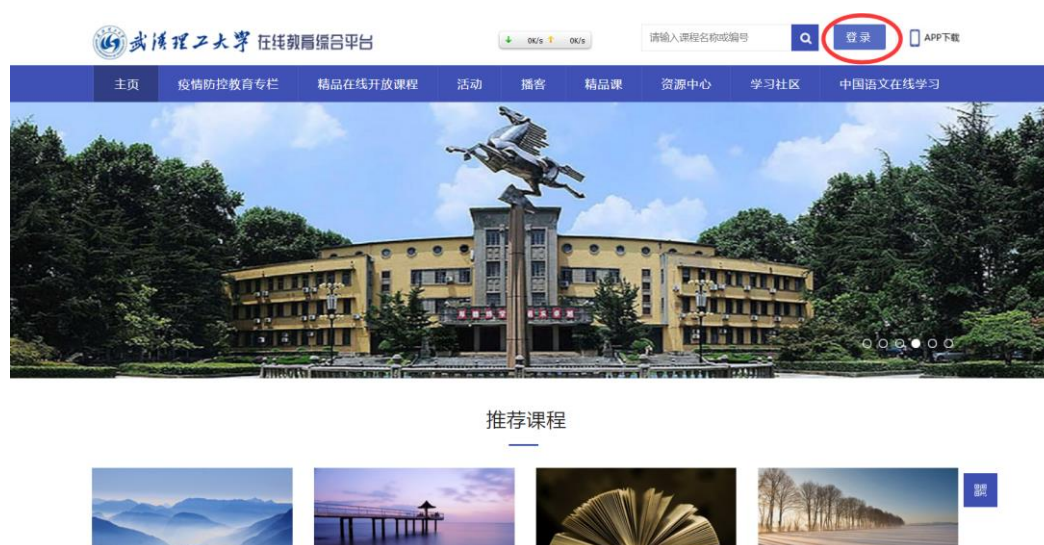 武汉理工大学 在线教育综合平台
0K/s 0K/s
请输入课程名称或编号
登录
APP下载
主页 疫情防控教育专栏 精品在线开放课程 活动 播客 精品课 资源中心 学习社区 中国语文在线学习
推荐课程